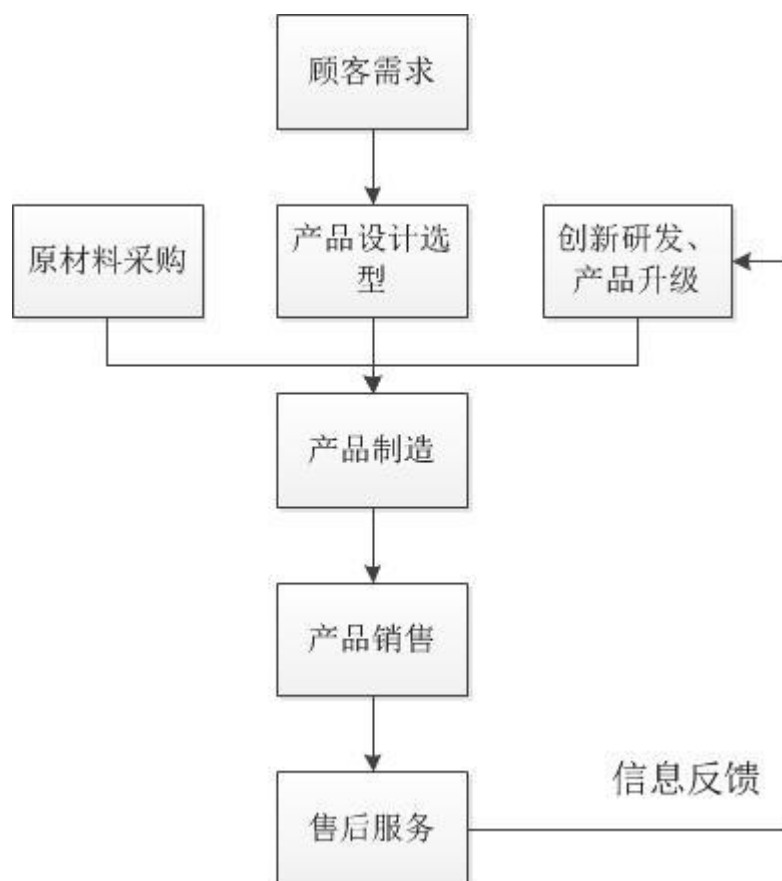 顾客需求
原材料采购
产品设计选
型
创新研发、
产品升级
产品制造
产品销售
信息反馈
售后服务